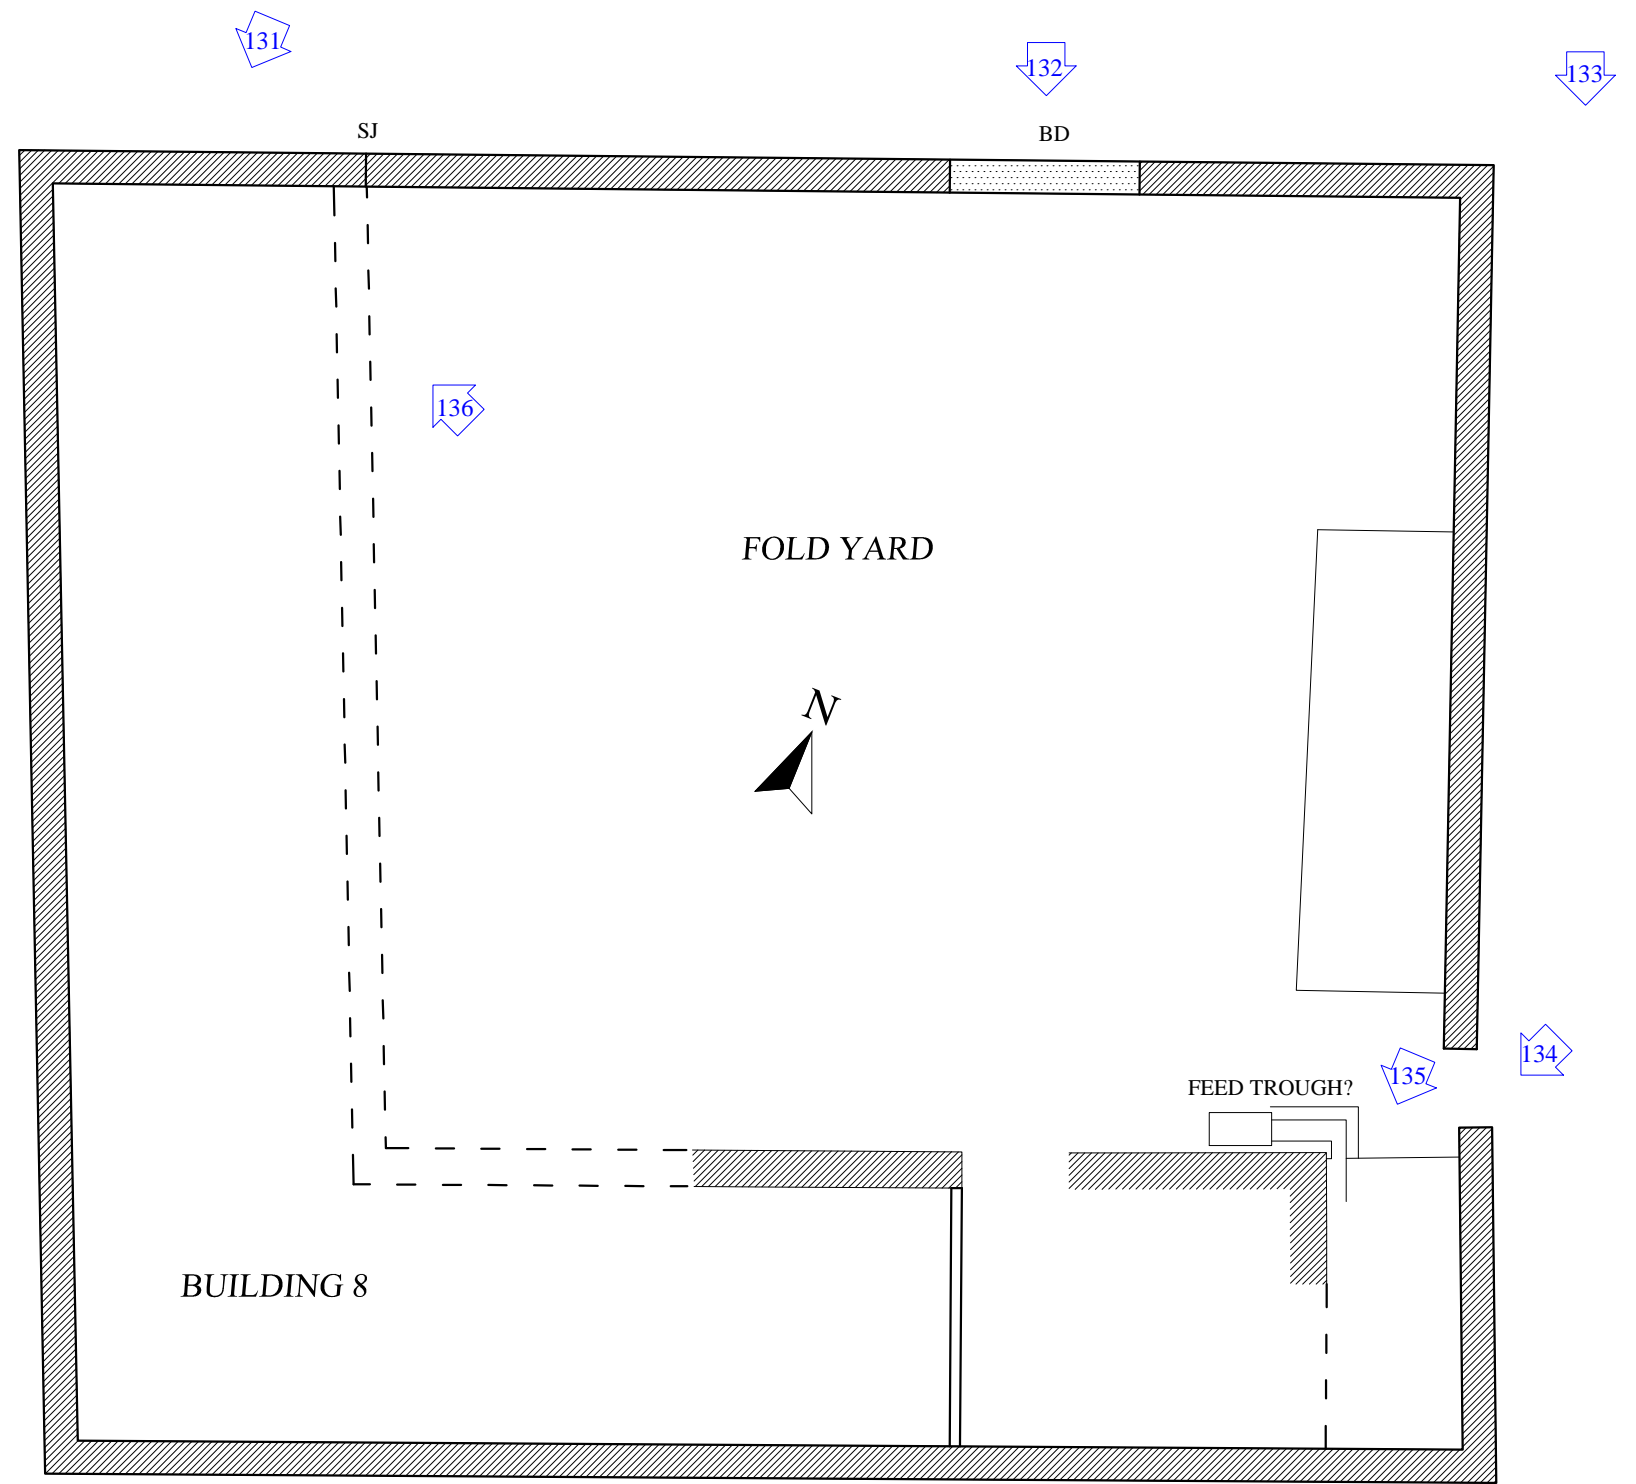 131
132
133
SJ
BD
136
FOLD YARD
N
134
135
FEED TROUGH?
BUILDING 8